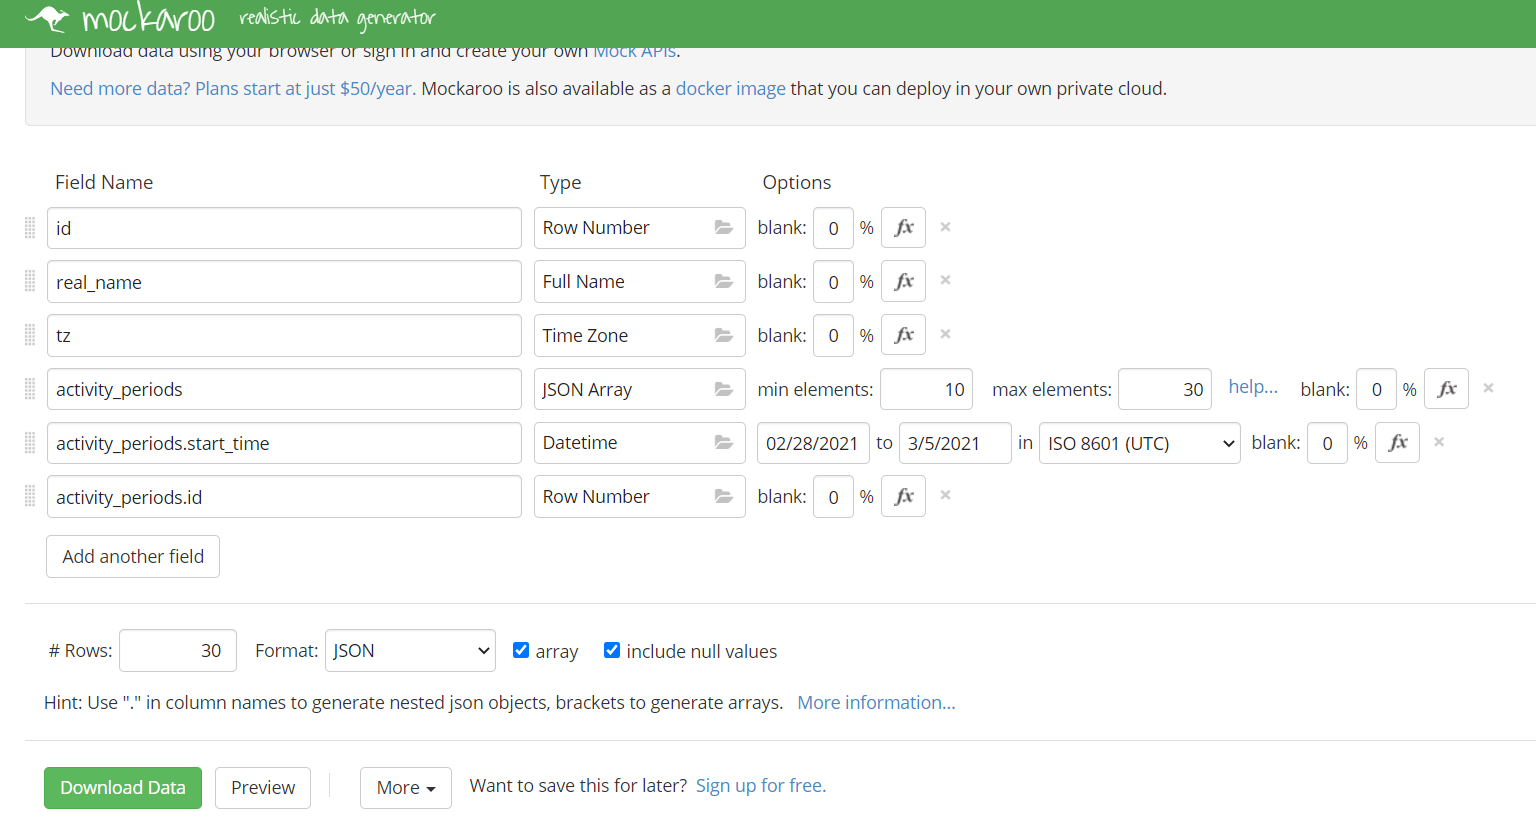 mockaroo realistic data generator
Download data using your browser or sign in and create your own Mock APIs.
Need more data? Plans start at just $50/year. Mockaroo is also available as a docker image that you can deploy in your own private cloud.
Field Name Type Options
id Row Number blank: 0 % fx ×
real_name Full Name blank: 0 % fx ×
tz Time Zone blank: 0 % fx ×
activity_periods JSON Array min elements: 10 max elements: 30 help... blank: 0 % fx ×
activity_periods.start_time Datetime 02/28/2021 to 3/5/2021 in ISO 8601 (UTC) blank: 0 % fx ×
activity_periods.id Row Number blank: 0 % fx ×
Add another field
# Rows: 30 Format: JSON array include null values
Hint: Use "." in column names to generate nested json objects, brackets to generate arrays. More information...
Download Data Preview More Want to save this for later? Sign up for free.